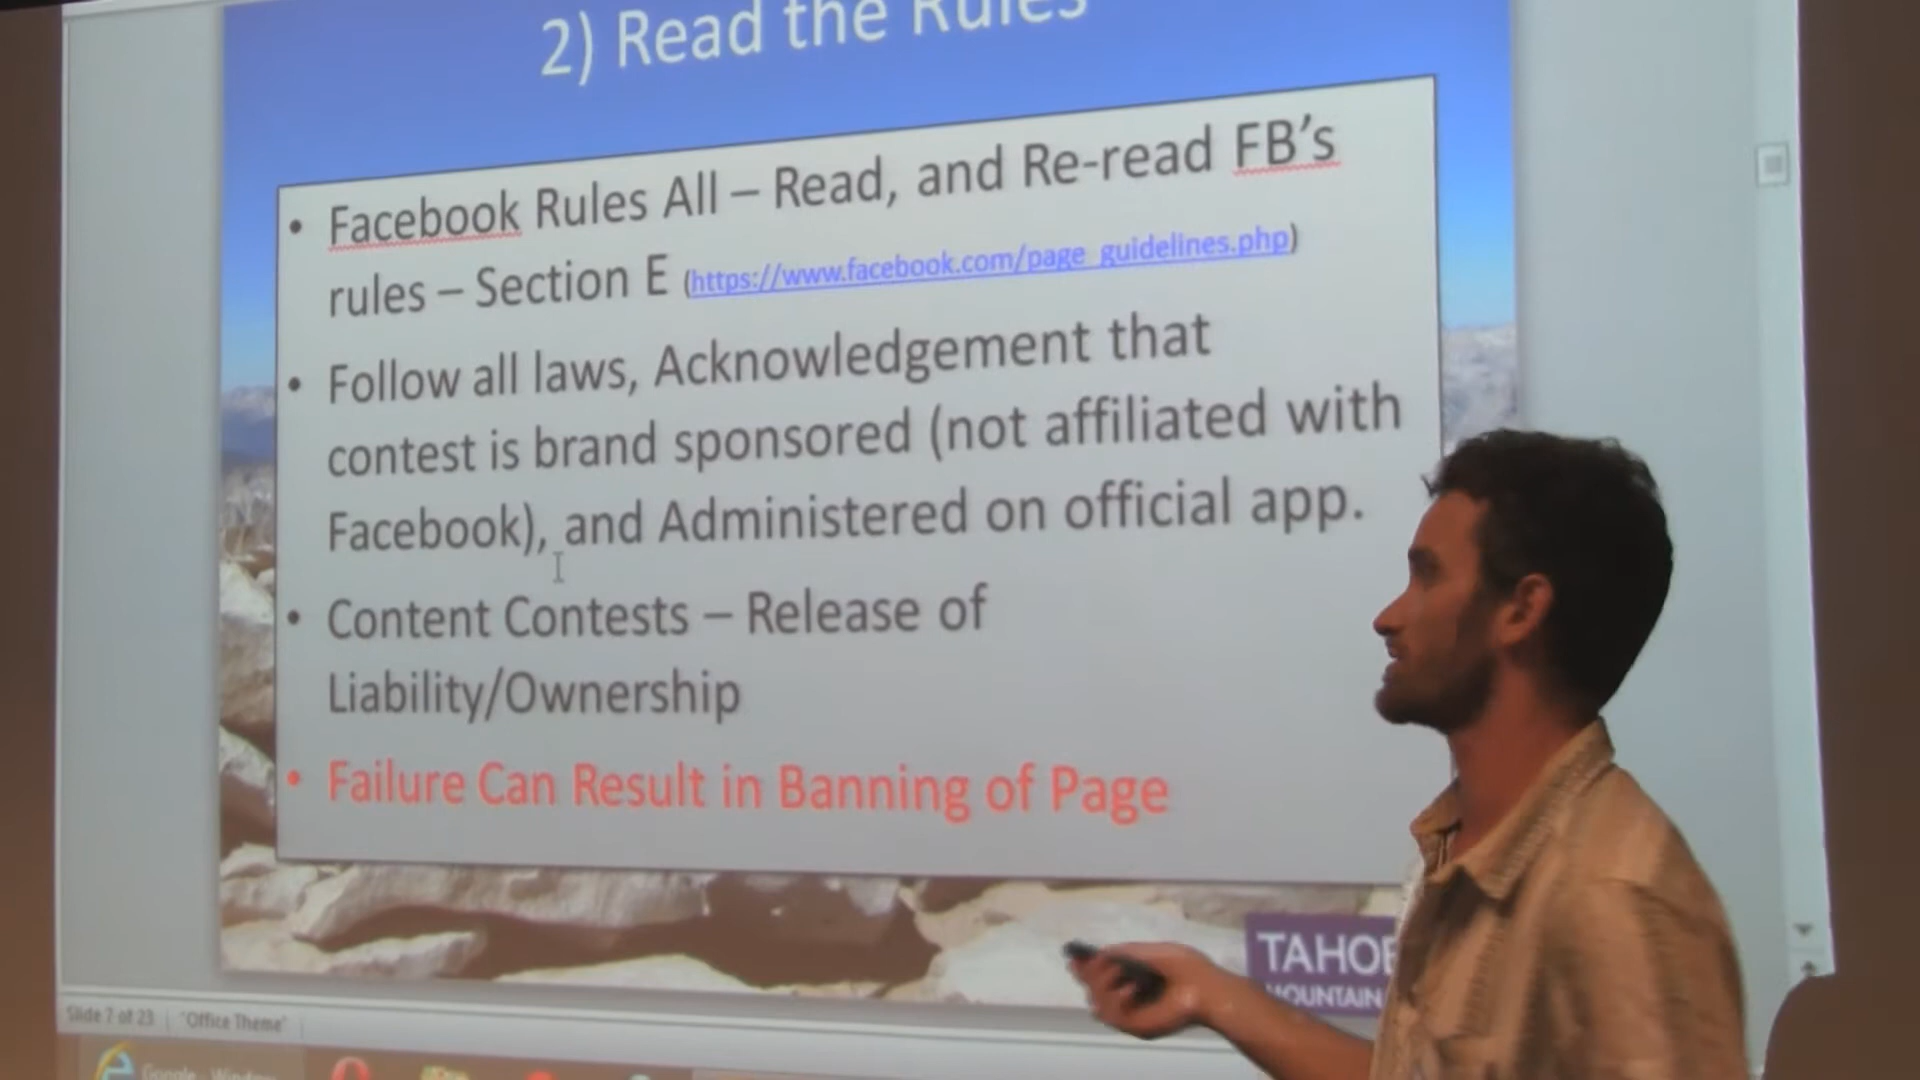 2) Read the Rules
• Facebook Rules All – Read, and Re-read FB's
rules – Section E (https://www.facebook.com/page_guidelines.php)
• Follow all laws, Acknowledgement that
contest is brand sponsored (not affiliated with
Facebook), and Administered on official app.
• Content Contests – Release of
Liability/Ownership
• Failure Can Result in Banning of Page
TAHOE
MOUNTAIN
Slide 7 of 23 "Office Theme"
Google - Window